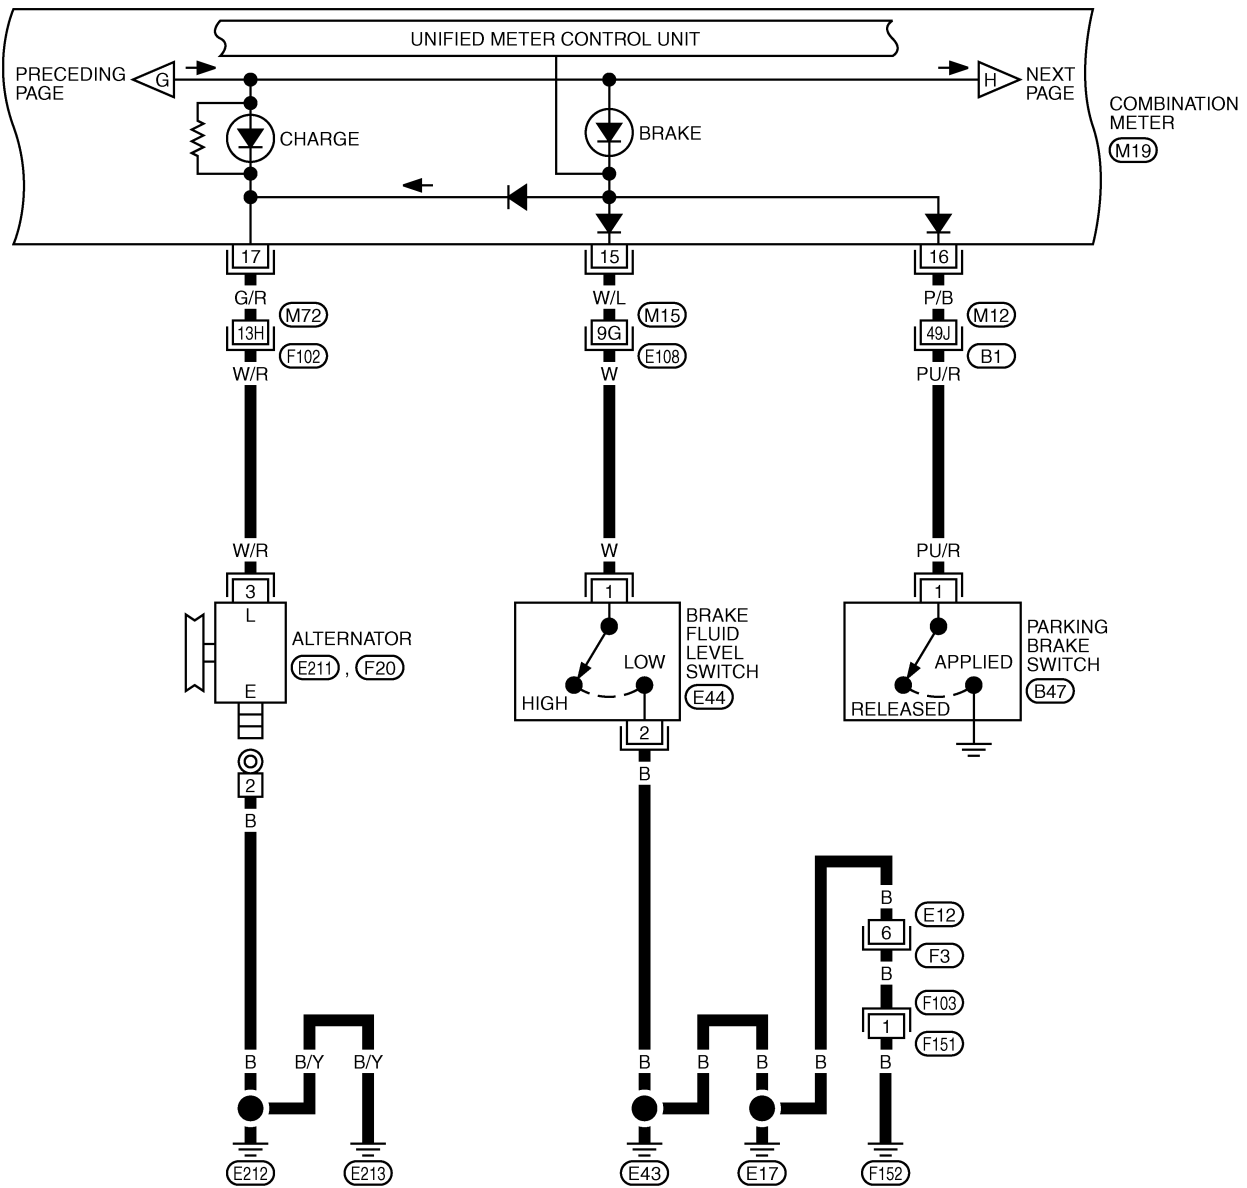 UNIFIED METER CONTROL UNIT
PRECEDING
PAGE
G
H
NEXT
PAGE
COMBINATION
METER
M19
CHARGE
BRAKE
17
15
16
G/R
W/L
P/B
M72
M15
M12
13H
9G
49J
F102
E108
B1
W/R
W
PU/R
W/R
W
PU/R
3
1
1
L
ALTERNATOR
E211 , F20
E
BRAKE
FLUID
LEVEL
SWITCH
E44
LOW
HIGH
PARKING
BRAKE
SWITCH
B47
APPLIED
RELEASED
2
2
B
B
B
E12
6
F3
B
F103
1
F151
B
B/Y
B/Y
B
B
B
B
B
E212
E213
E43
E17
F152